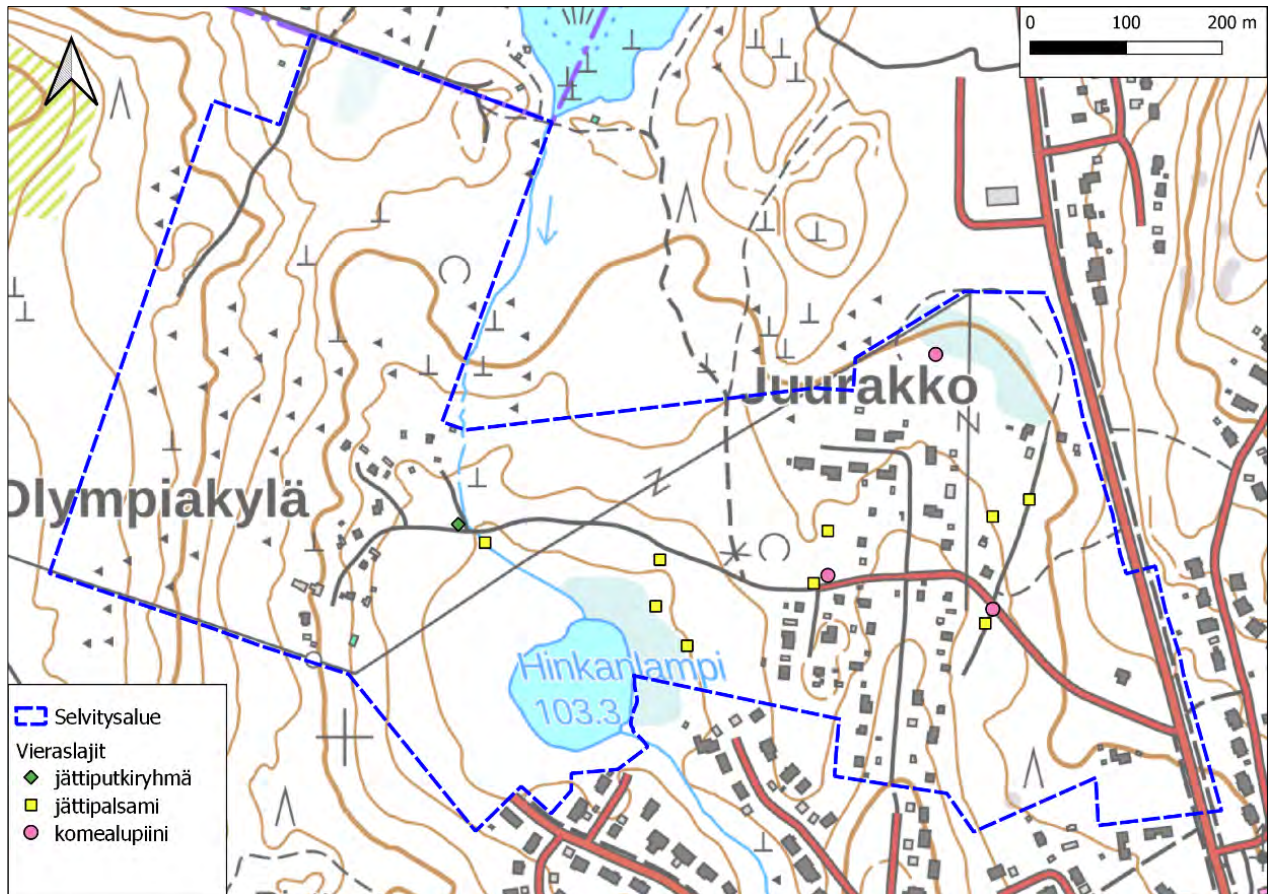 0 100 200 m
Juurakko
Olympiakylä
Hinkanlampi
103.3
Selvitysalue
Vieraslajit
jättiputkiryhmä
jättipalsami
komealupiini